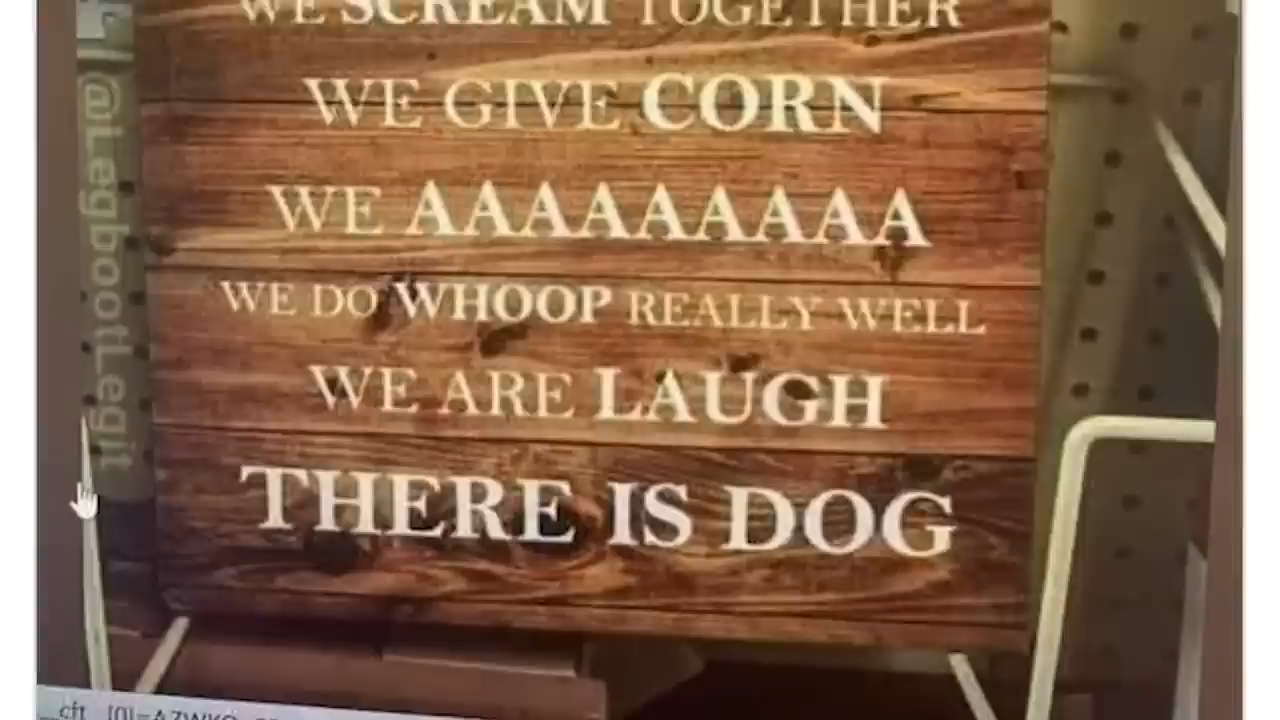 WE SCREAM TOGETHER
WE GIVE CORN
WE AAAAAAAAA
WE DO WHOOP REALLY WELL
WE ARE LAUGH
THERE IS DOG
@LegbootLegit